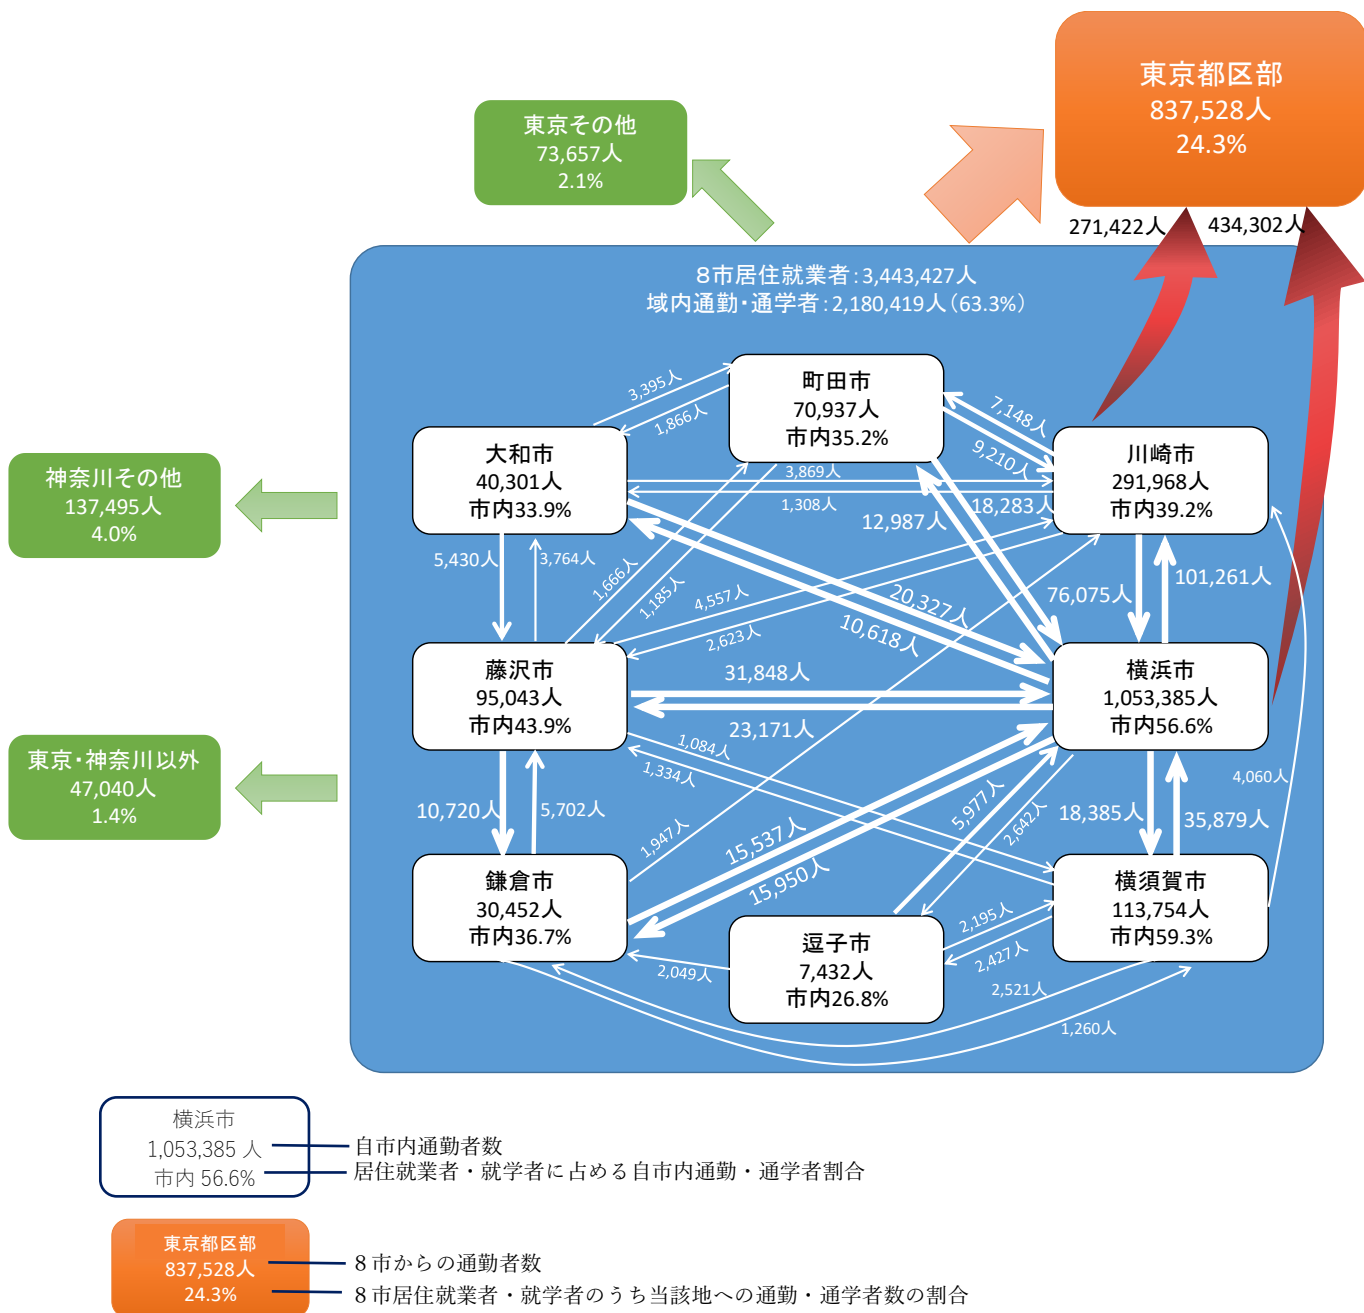 東京都区部
837,528人
24.3%
東京その他
73,657人
2.1%
271,422人
434,302人
8市居住就業者:3,443,427人
域内通勤・通学者:2,180,419人(63.3%)
町田市
70,937人
市内35.2%
3,395人
1,866人
7,148人
9,210人
大和市
40,301人
市内33.9%
川崎市
291,968人
市内39.2%
神奈川その他
137,495人
4.0%
3,869人
1,308人
12,987人
18,283人
5,430人
3,764人
1,666人
1,185人
4,557人
2,623人
76,075人
101,261人
20,327人
10,618人
藤沢市
95,043人
市内43.9%
31,848人
23,171人
横浜市
1,053,385人
市内56.6%
東京・神奈川以外
47,040人
1.4%
1,084人
1,334人
4,060人
10,720人
5,702人
1,947人
15,537人
15,950人
5,977人
2,642人
18,385人
35,879人
鎌倉市
30,452人
市内36.7%
横須賀市
113,754人
市内59.3%
逗子市
7,432人
市内26.8%
2,195人
2,427人
2,049人
2,521人
1,260人
横浜市
1,053,385 人
市内 56.6%
自市内通勤者数
居住就業者・就学者に占める自市内通勤・通学者割合
東京都区部
837,528人
24.3%
8市からの通勤者数
8市居住就業者・就学者のうち当該地への通勤・通学者数の割合